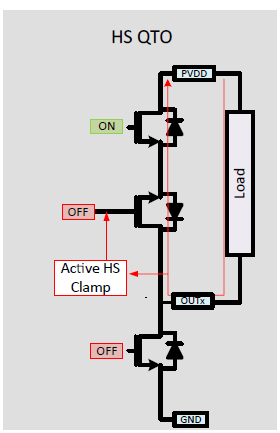 HS QTO
PVDD
ON
Load
OFF
Active HS
Clamp
OUTx
OFF
GND